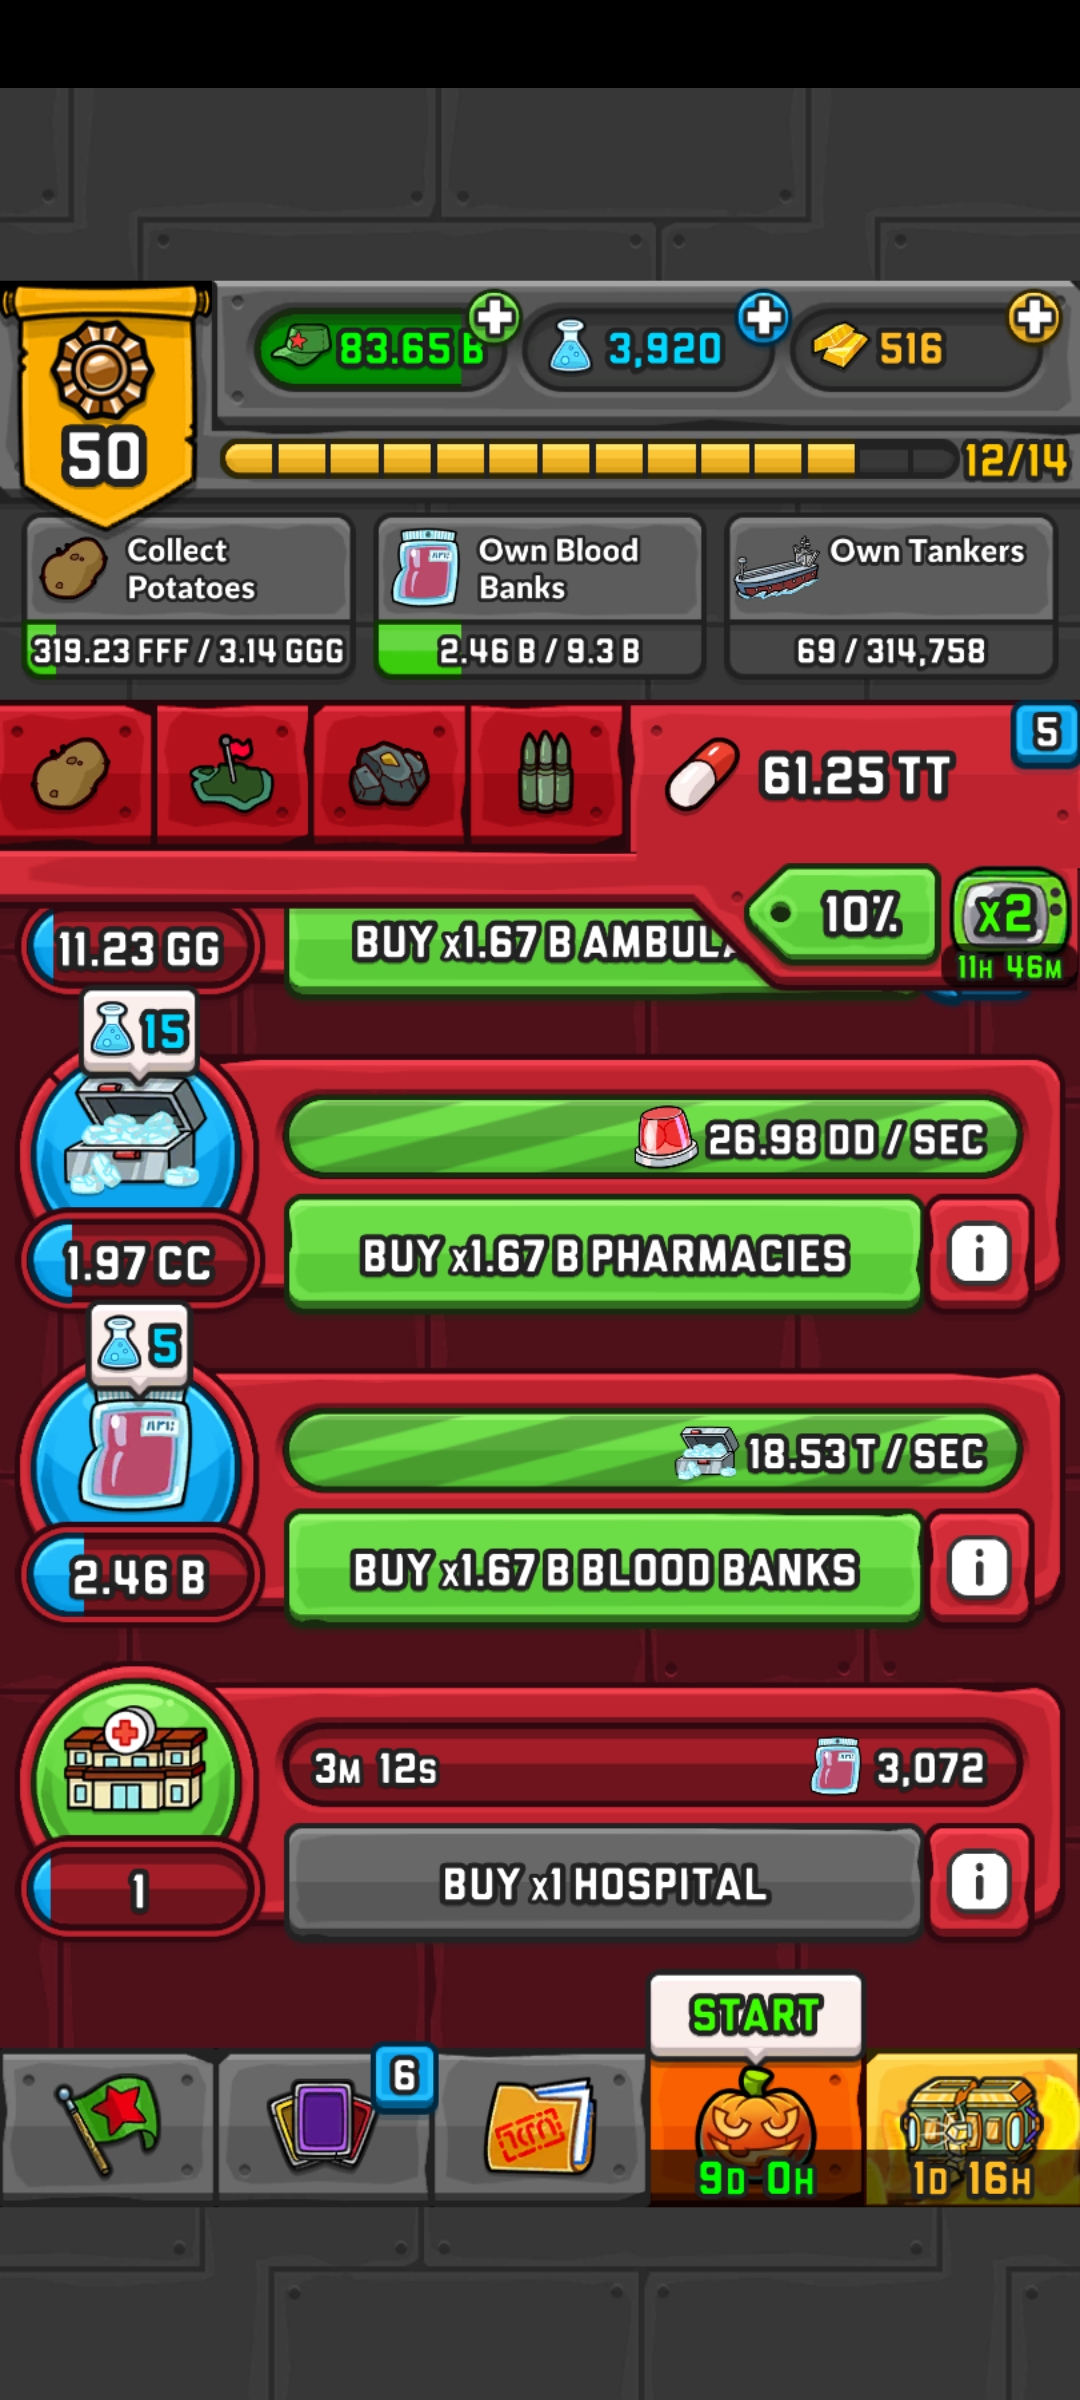 50
83.65 B
3,920
516
12/14
Collect
Potatoes
319.23 FFF / 3.14 GGG
Own Blood
Banks
2.46 B / 9.3 B
Own Tankers
69 / 314,758
61.25 TT
5
10%
x2
11H 46M
11.23 GG
BUY x1.67 B AMBUL
15
26.98 DD / SEC
1.97 CC
BUY x1.67 B PHARMACIES
i
5
18.53 T / SEC
2.46 B
BUY x1.67 B BLOOD BANKS
i
3M 12S
3,072
1
BUY x1 HOSPITAL
i
START
6
9D 0H
1D 16H